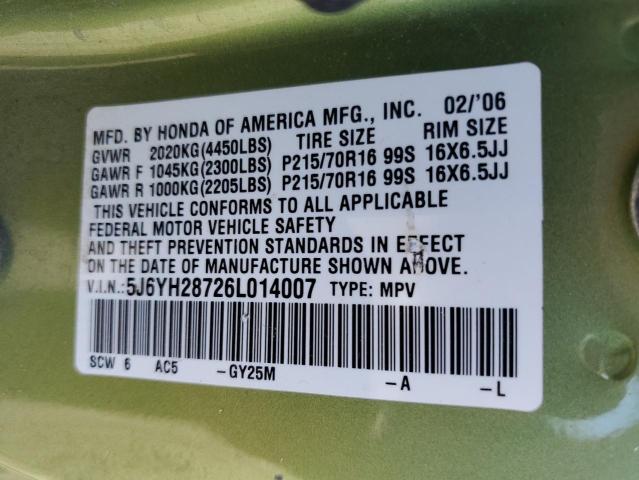 MFD. BY HONDA OF AMERICA MFG., INC. 02/'06
GVWR 2020KG(4450LBS) TIRE SIZE RIM SIZE
GAWR F 1045KG(2300LBS) P215/70R16 99S 16X6.5JJ
GAWR R 1000KG(2205LBS) P215/70R16 99S 16X6.5JJ
THIS VEHICLE CONFORMS TO ALL APPLICABLE
FEDERAL MOTOR VEHICLE SAFETY
AND THEFT PREVENTION STANDARDS IN EFFECT
ON THE DATE OF MANUFACTURE SHOWN ABOVE.
V.I.N.:5J6YH28726L014007 TYPE: MPV
SCW 6 AC5 -GY25M -A -L